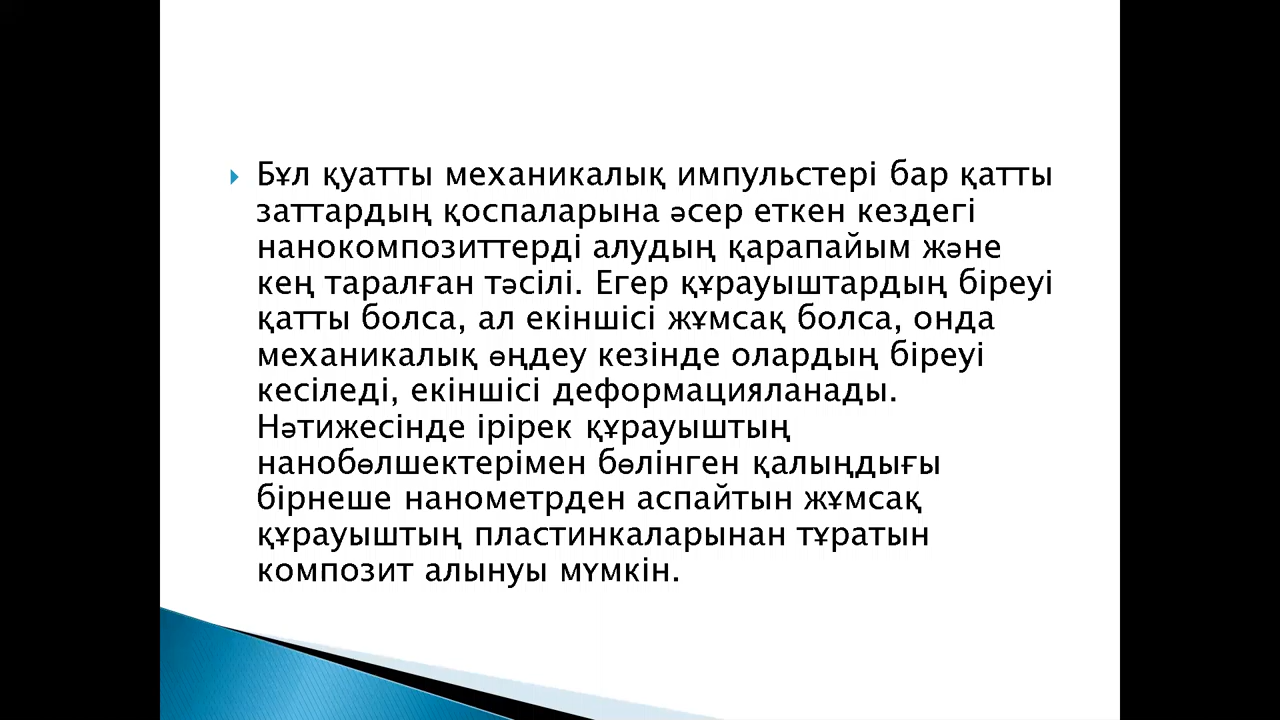 Бұл қуатты механикалық импульстері бар қатты
заттардың қоспаларына әсер еткен кездегі
нанокомпозиттерді алудың қарапайым және
кең таралған тәсілі. Егер құрауыштардың біреуі
қатты болса, ал екіншісі жұмсақ болса, онда
механикалық өңдеу кезінде олардың біреуі
кесіледі, екіншісі деформацияланады.
Нәтижесінде ірірек құрауыштың
нанобөлшектерімен бөлінген қалыңдығы
бірнеше нанометрден аспайтын жұмсақ
құрауыштың пластинкаларынан тұратын
композит алынуы мүмкін.